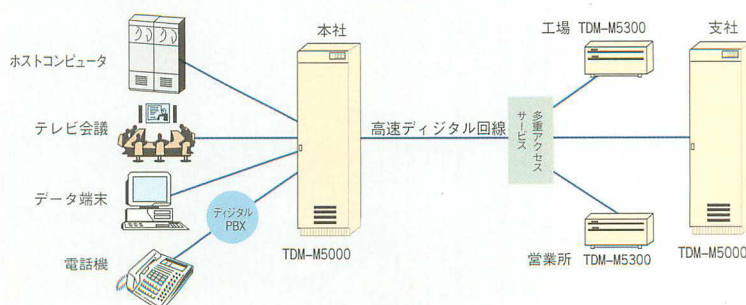 本社
工場 TDM-M5300
支社
ホストコンピュータ
テレビ会議
高速ディジタル回線
多重アクセス
サービス
データ端末
ディジタル
PBX
電話機
TDM-M5000
営業所 TDM-M5300
TDM-M5000